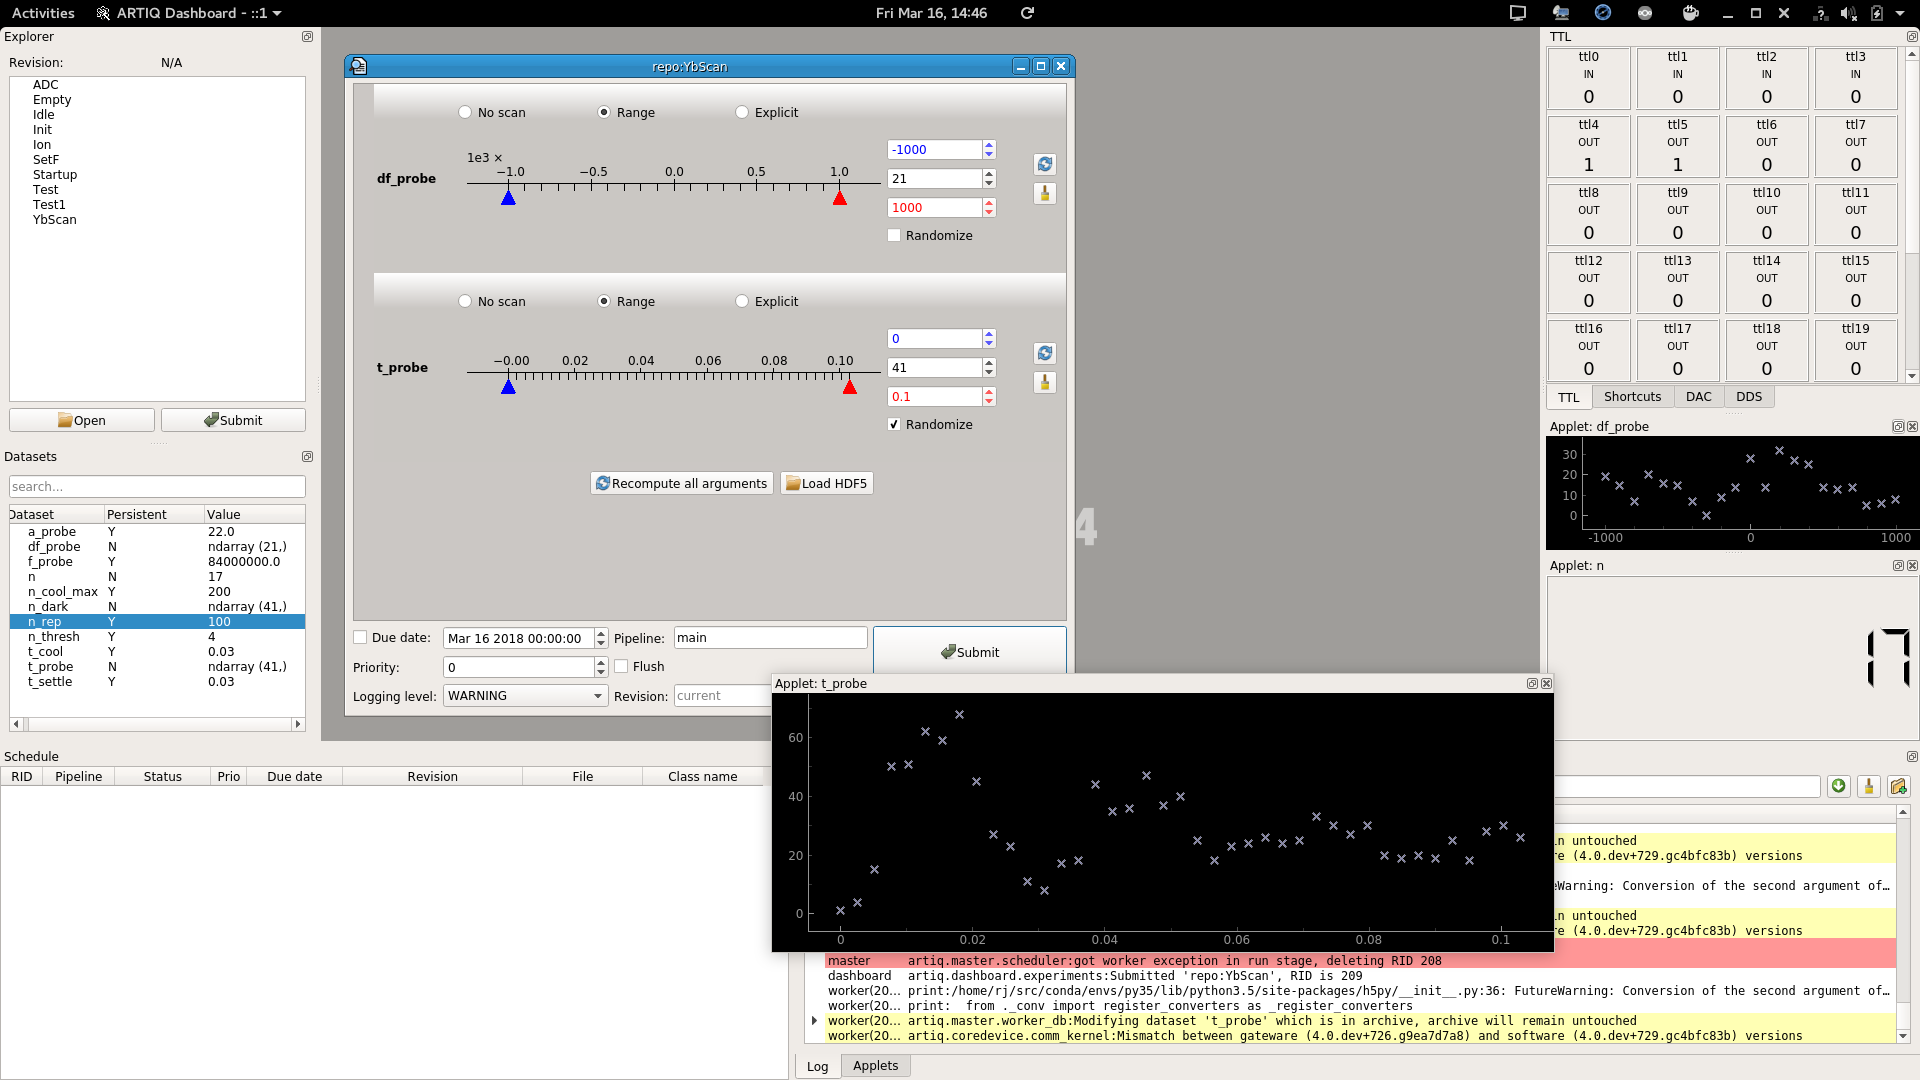 Activities
ARTIQ Dashboard - ::1
Fri Mar 16, 14:46
Explorer
Revision: N/A
ADC
Empty
Idle
Init
Ion
SetF
Startup
Test
Test1
YbScan
Open Submit
Datasets
search...
Dataset Persistent Value
a_probe Y 22.0
df_probe N ndarray (21,)
f_probe Y 84000000.0
n N 17
n_cool_max Y 200
n_dark N ndarray (41,)
n_rep Y 100
n_thresh Y 4
t_cool Y 0.03
t_probe N ndarray (41,)
t_settle Y 0.03
repo:YbScan
No scan Range Explicit
df_probe
1e3 ×
−1.0 −0.5 0.0 0.5 1.0
-1000
21
1000
Randomize
No scan Range Explicit
t_probe
−0.00 0.02 0.04 0.06 0.08 0.10
0
41
0.1
Randomize
Recompute all arguments Load HDF5
4
Due date: Mar 16 2018 00:00:00 Pipeline: main
Submit
Priority: 0 Flush
Logging level: WARNING Revision: current
TTL
ttl0 ttl1 ttl2 ttl3
IN IN IN IN
0 0 0 0
ttl4 ttl5 ttl6 ttl7
OUT OUT OUT OUT
1 1 0 0
ttl8 ttl9 ttl10 ttl11
OUT OUT OUT OUT
0 0 0 0
ttl12 ttl13 ttl14 ttl15
OUT OUT OUT OUT
0 0 0 0
ttl16 ttl17 ttl18 ttl19
OUT OUT OUT OUT
0 0 0 0
TTL Shortcuts DAC DDS
Applet: df_probe
30
20
10
0
-1000 0 1000
Applet: n
17
Applet: t_probe
60
40
20
0
0 0.02 0.04 0.06 0.08 0.1
Schedule
RID Pipeline Status Prio Due date Revision File Class name
in untouched
re (4.0.dev+729.gc4bfc83b) versions
eWarning: Conversion of the second argument of…
in untouched
re (4.0.dev+729.gc4bfc83b) versions
master artiq.master.scheduler:got worker exception in run stage, deleting RID 208
dashboard artiq.dashboard.experiments:Submitted 'repo:YbScan', RID is 209
worker(20... print:/home/rj/src/conda/envs/py35/lib/python3.5/site-packages/h5py/__init__.py:36: FutureWarning: Conversion of the second argument of…
worker(20... print: from ._conv import register_converters as _register_converters
worker(20... artiq.master.worker_db:Modifying dataset 't_probe' which is in archive, archive will remain untouched
worker(20... artiq.coredevice.comm_kernel:Mismatch between gateware (4.0.dev+726.g9ea7d7a8) and software (4.0.dev+729.gc4bfc83b) versions
Log Applets